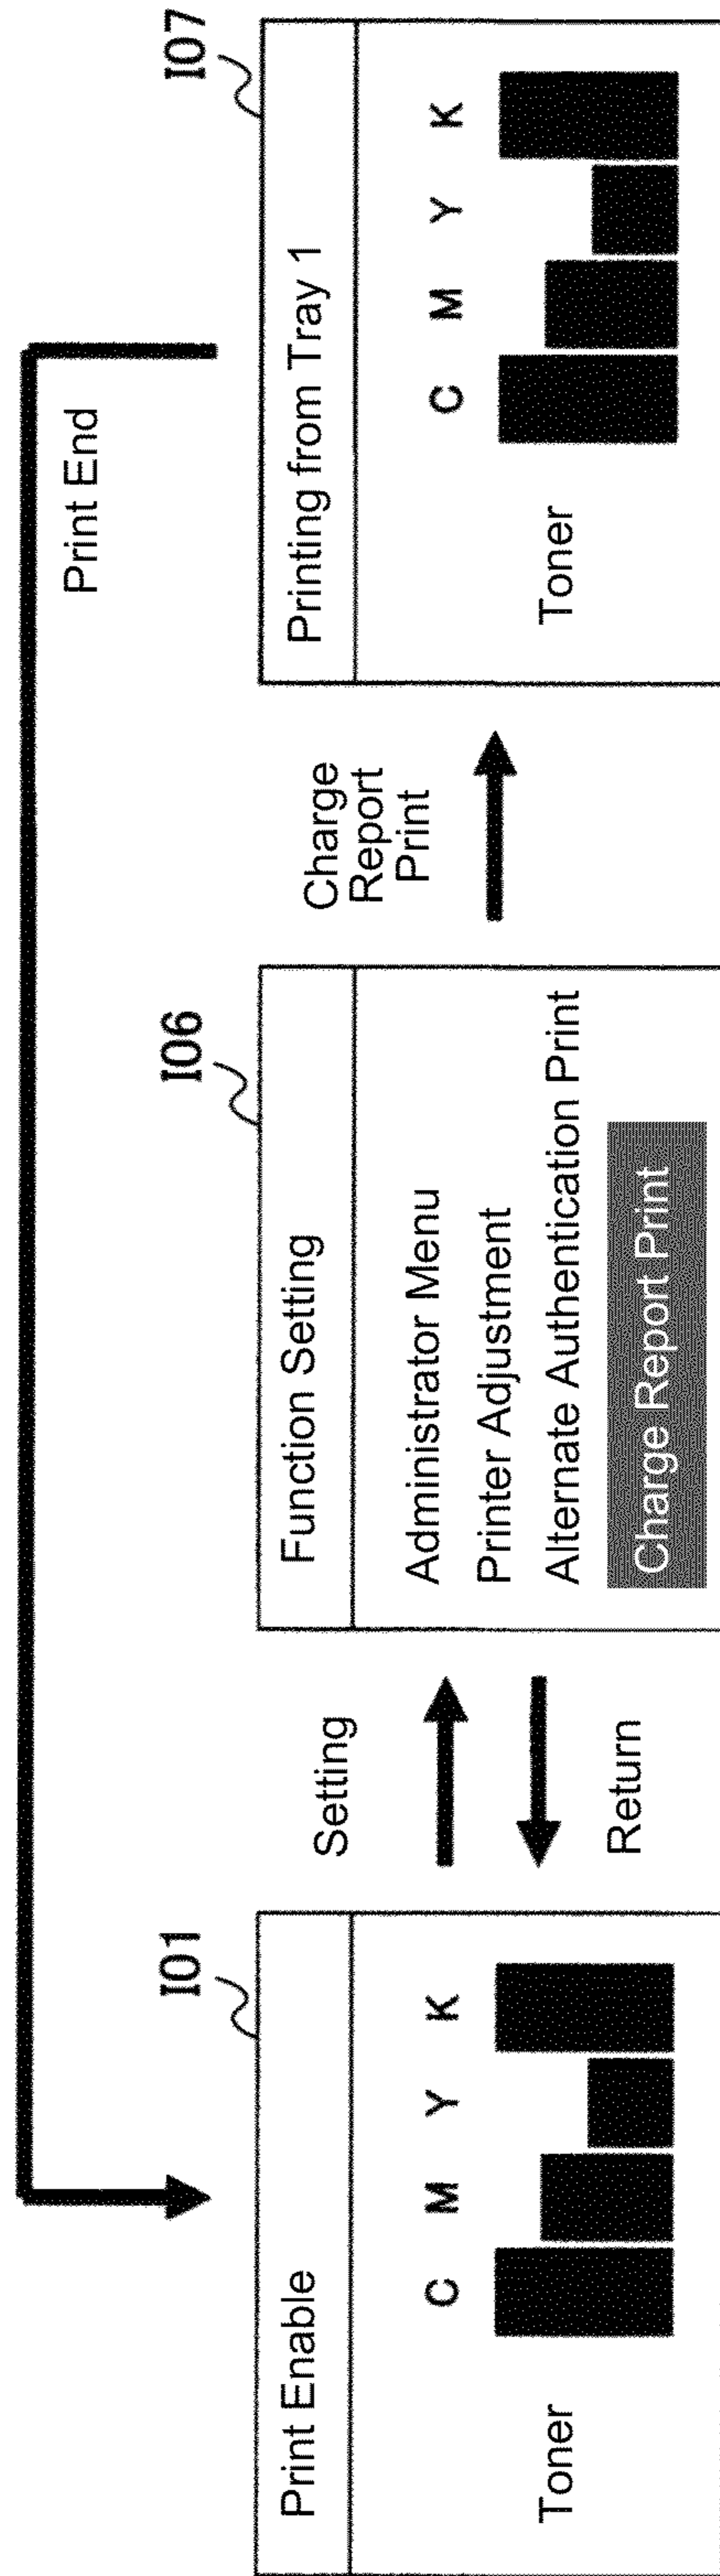 Print End
I01
Print Enable
C M Y K
Toner
Setting
Return
I06
Function Setting
Administrator Menu
Printer Adjustment
Alternate Authentication Print
Charge Report Print
Charge
Report
Print
I07
Printing from Tray 1
C M Y K
Toner